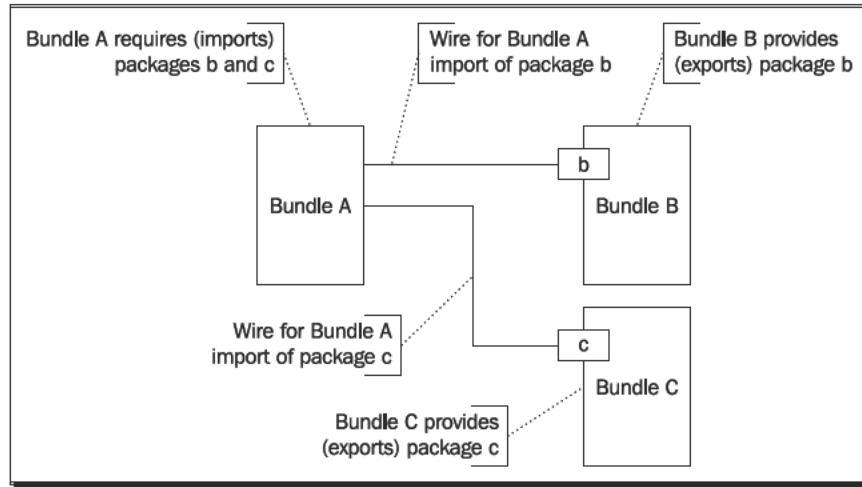 Bundle A requires (imports)
packages b and c
Wire for Bundle A
import of package b
Bundle B provides
(exports) package b
Bundle A
b
Bundle B
Wire for Bundle A
import of package c
c
Bundle C
Bundle C provides
(exports) package c